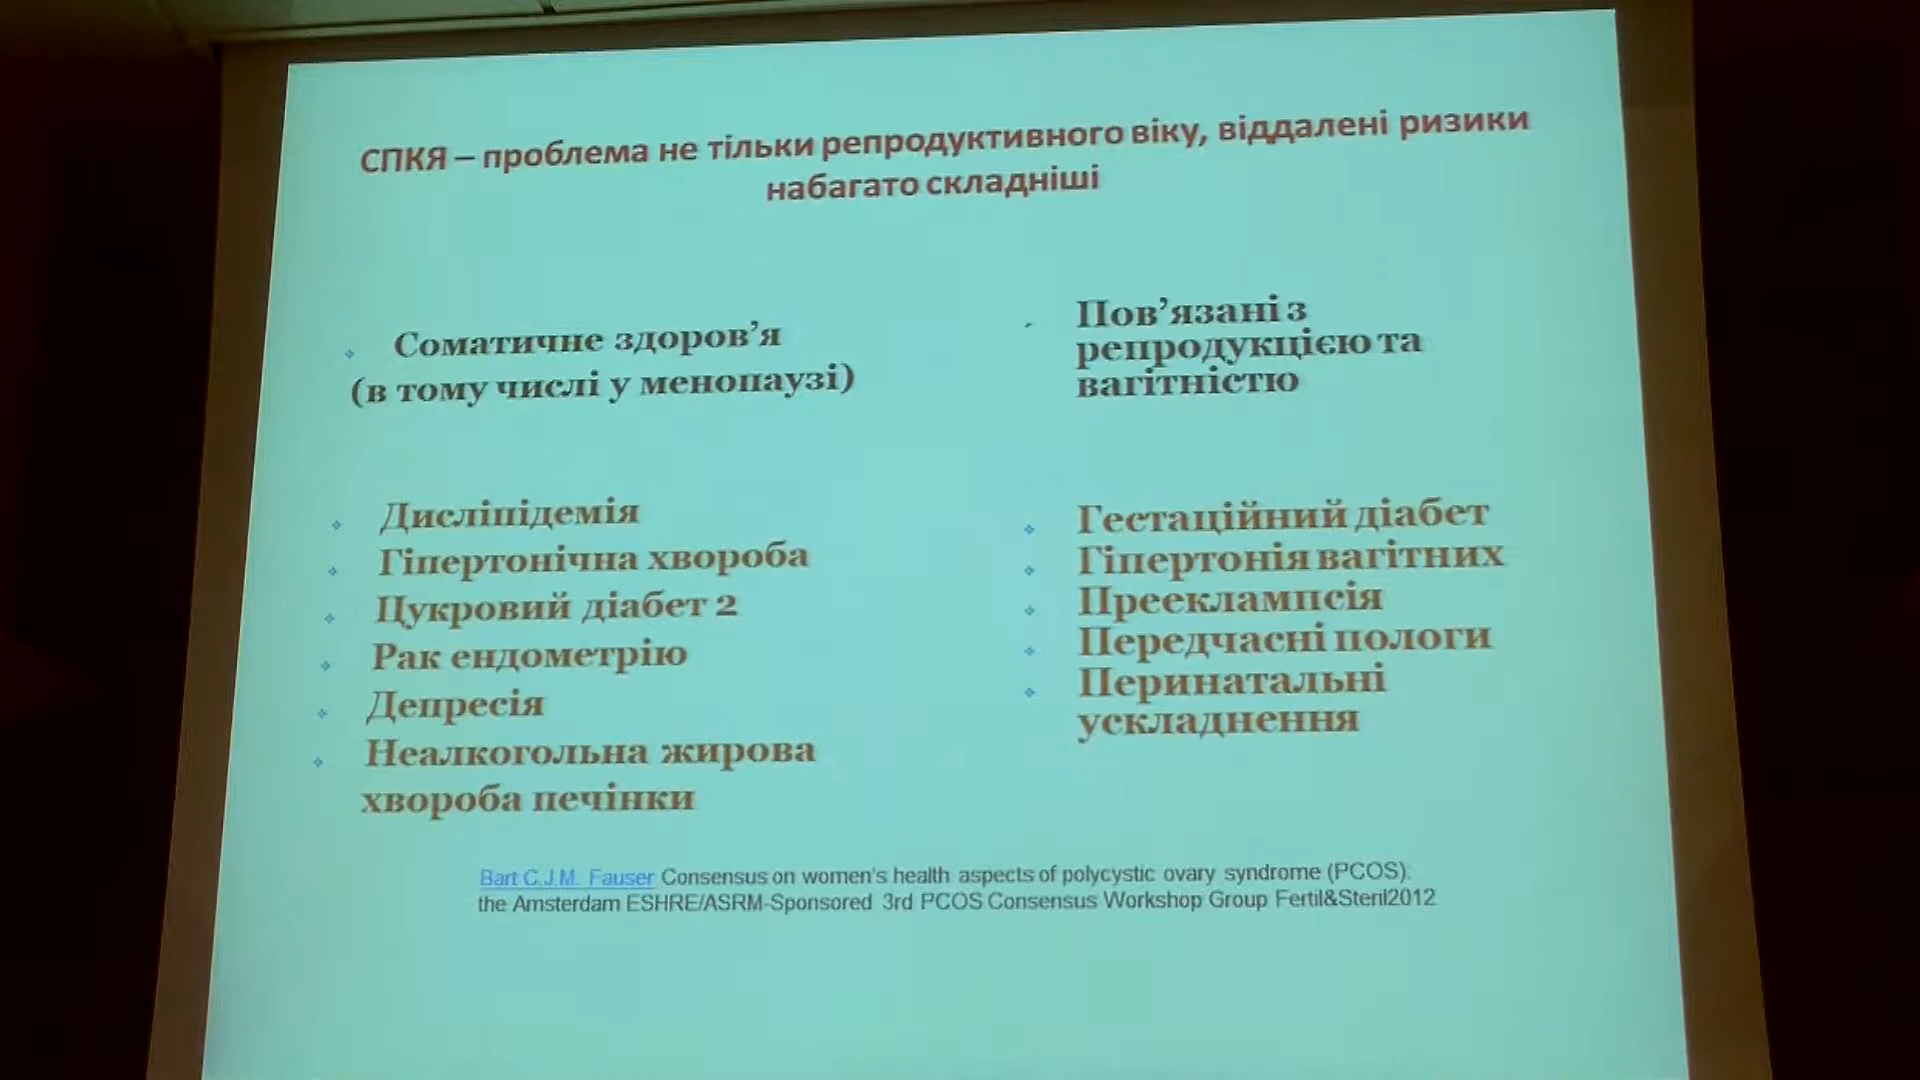 СПКЯ – проблема не тільки репродуктивного віку, віддалені ризики
набагато складніші
Соматичне здоров’я
(в тому числі у менопаузі)
Дисліпідемія
Гіпертонічна хвороба
Цукровий діабет 2
Рак ендометрію
Депресія
Неалкогольна жирова
хвороба печінки
Пов’язані з
репродукцією та
вагітністю
Гестаційний діабет
Гіпертонія вагітних
Прееклампсія
Передчасні пологи
Перинатальні
ускладнення
Bart C.J.M. Fauser Consensus on women's health aspects of polycystic ovary syndrome (PCOS):
the Amsterdam ESHRE/ASRM-Sponsored 3rd PCOS Consensus Workshop Group Fertil&Steril2012